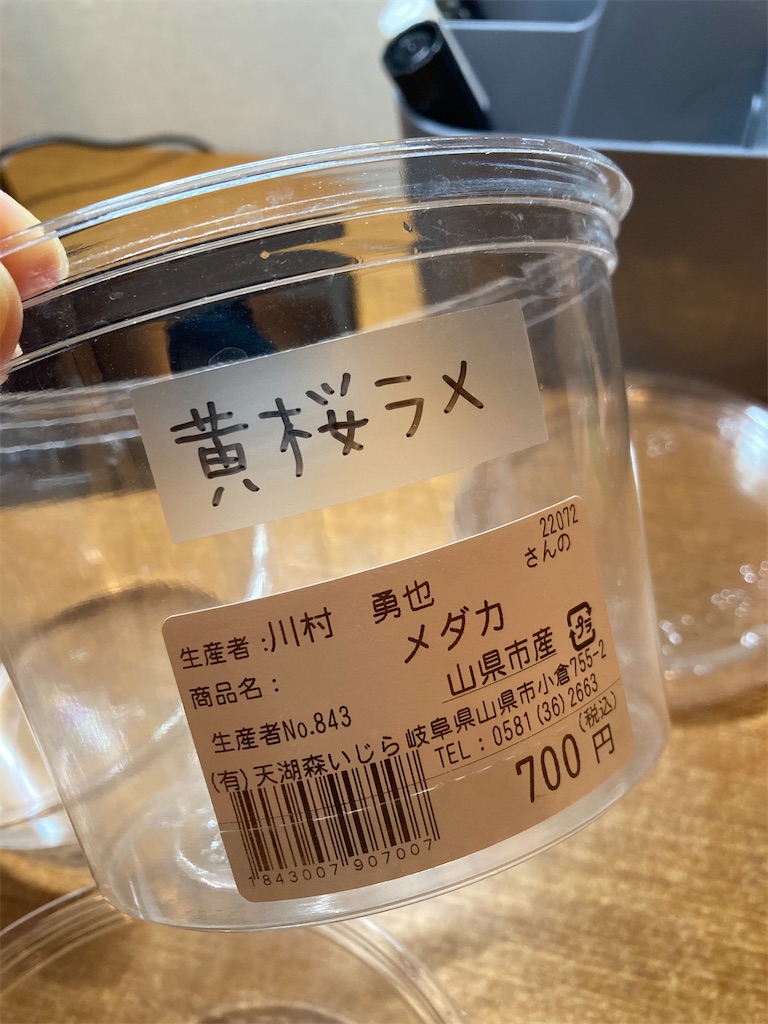 黄桜ラメ
22072
生産者:川村 勇也 さんの
商品名: メダカ
山県市産 プラ
生産者No.843
(有)天湖森いじら 岐阜県山県市小倉755-2
TEL:0581(36)2663
700円 (税込)
1843007907007